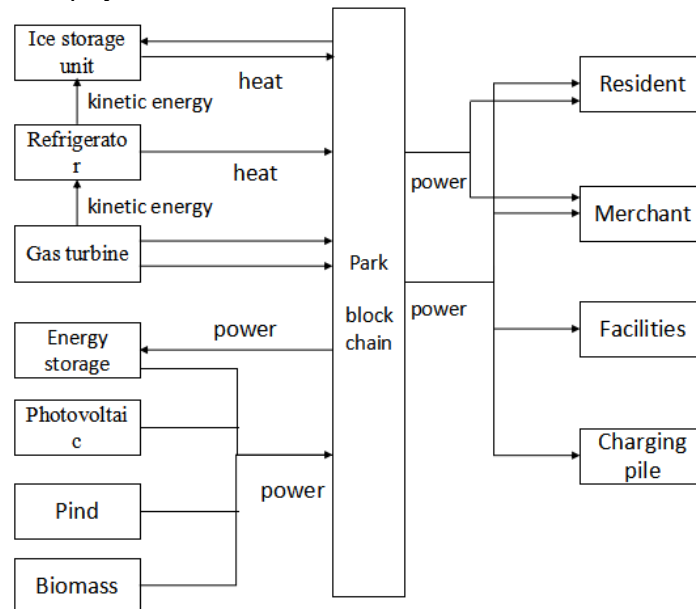 Ice storage
unit
heat
kinetic energy
Refrigerato
r
heat
kinetic energy
Gas turbine
Energy
storage
power
Photovoltai
c
Pind
power
Biomass
Park
block
chain
power
power
Resident
Merchant
Facilities
Charging
pile